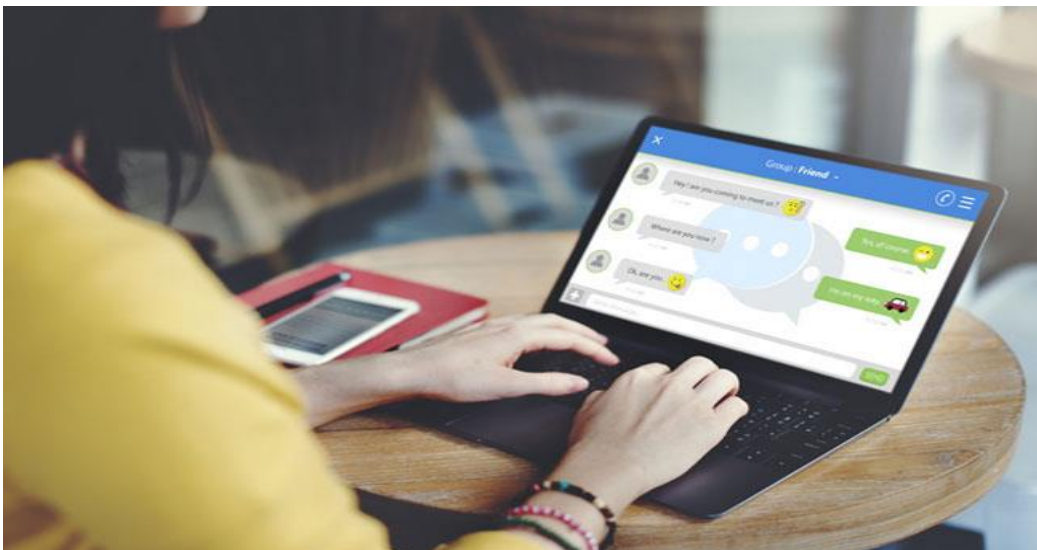 Group : Friend
Hey ! are you coming to meet us ?
Yes, of course
Where are you now ?
I'm on my way
Ok, are you
SEND